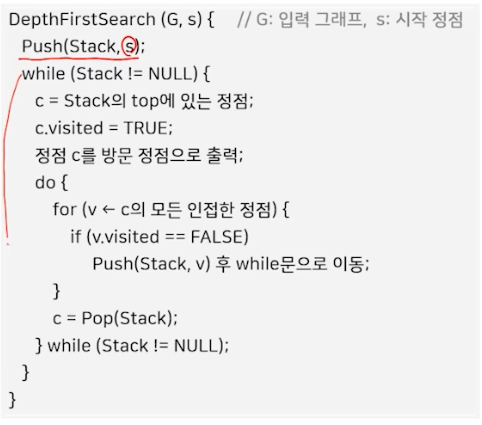 DepthFirstSearch (G, s) { // G: 입력 그래프, s: 시작 정점
Push(Stack, s);
while (Stack != NULL) {
c = Stack의 top에 있는 정점;
c.visited = TRUE;
정점 c를 방문 정점으로 출력;
do {
for (v ← c의 모든 인접한 정점) {
if (v.visited == FALSE)
Push(Stack, v) 후 while문으로 이동;
}
c = Pop(Stack);
} while (Stack != NULL);
}
}